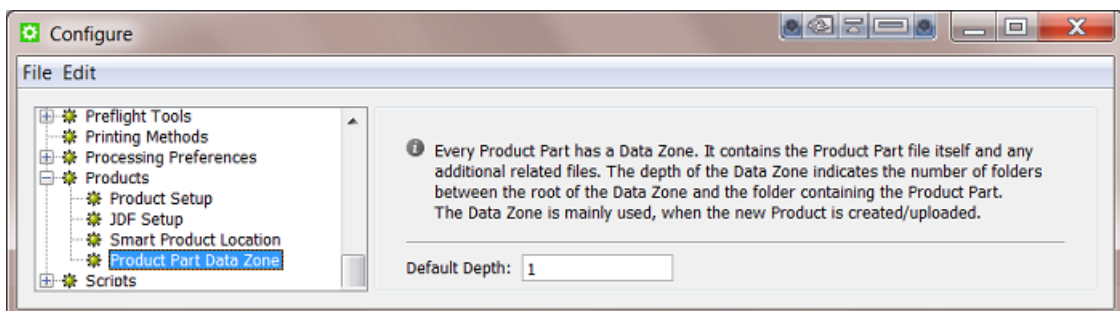 Configure
File Edit
Preflight Tools
Printing Methods
Processing Preferences
Products
Product Setup
JDF Setup
Smart Product Location
Product Part Data Zone
Scripts
Every Product Part has a Data Zone. It contains the Product Part file itself and any
additional related files. The depth of the Data Zone indicates the number of folders
between the root of the Data Zone and the folder containing the Product Part.
The Data Zone is mainly used, when the new Product is created/uploaded.
Default Depth: 1